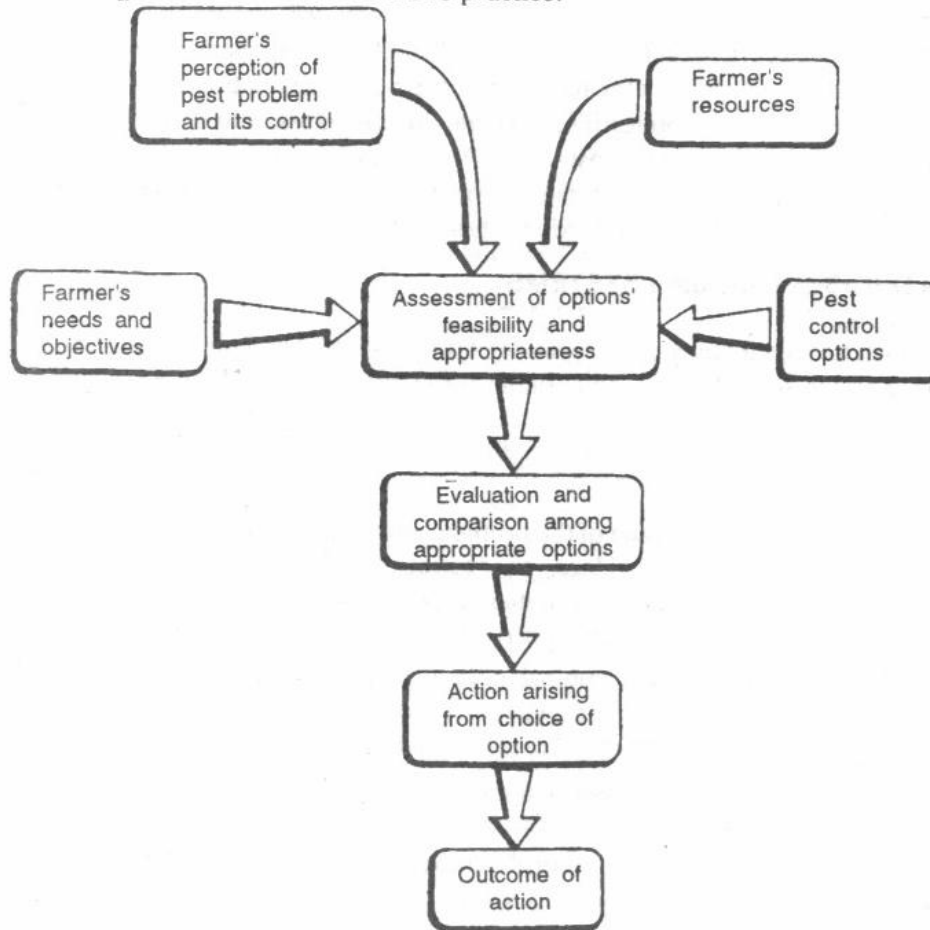 Farmer's
perception of
pest problem
and its control
Farmer's
resources
Farmer's
needs and
objectives
Assessment of options'
feasibility and
appropriateness
Pest
control
options
Evaluation and
comparison among
appropriate options
Action arising
from choice of
option
Outcome of
action